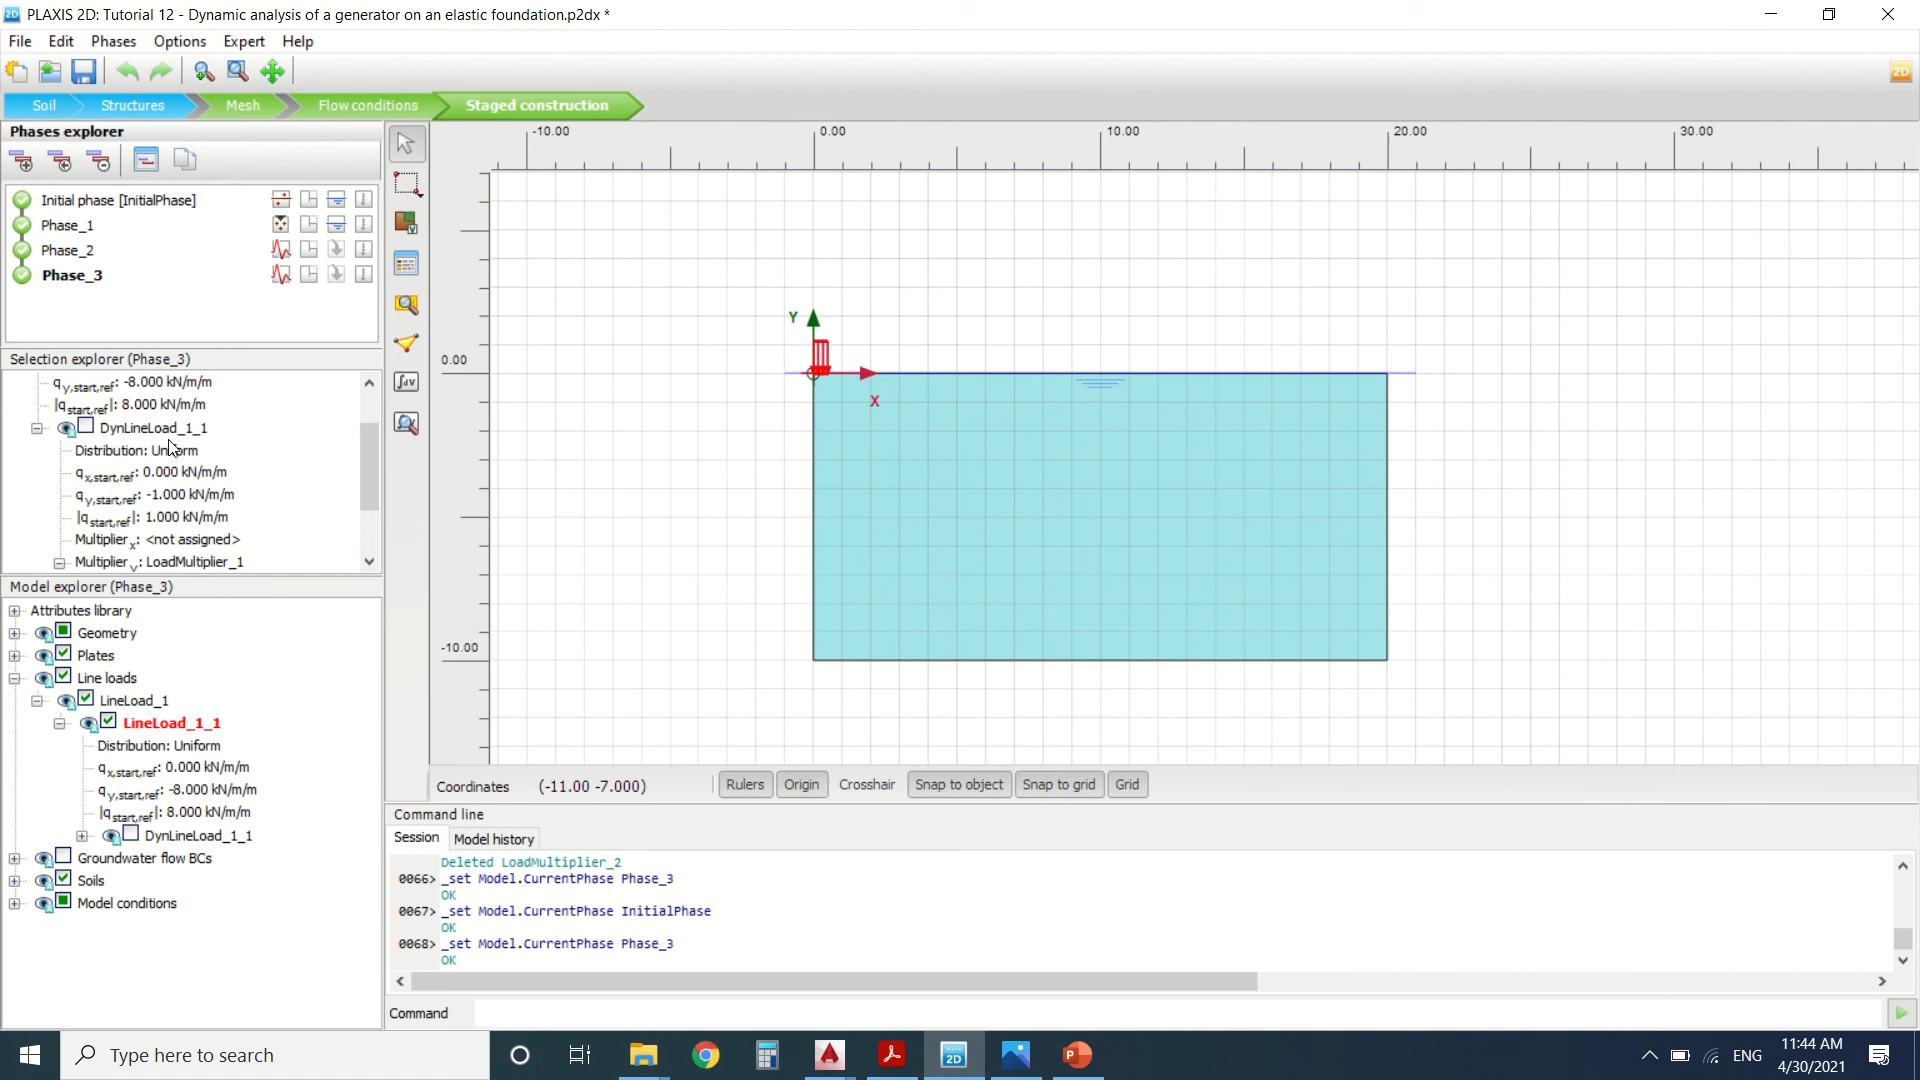 PLAXIS 2D: Tutorial 12 - Dynamic analysis of a generator on an elastic foundation.p2dx *
File Edit Phases Options Expert Help
2D
Soil Structures Mesh Flow conditions Staged construction
Phases explorer
Initial phase [InitialPhase]
Phase_1
Phase_2
Phase_3
Selection explorer (Phase_3)
q y,start,ref: -8.000 kN/m/m
|q start,ref|: 8.000 kN/m/m
DynLineLoad_1_1
Distribution: Uniform
q x,start,ref: 0.000 kN/m/m
q y,start,ref: -1.000 kN/m/m
|q start,ref|: 1.000 kN/m/m
Multiplier x: <not assigned>
Multiplier y: LoadMultiplier_1
Model explorer (Phase_3)
Attributes library
Geometry
Plates
Line loads
LineLoad_1
LineLoad_1_1
Distribution: Uniform
q x,start,ref: 0.000 kN/m/m
q y,start,ref: -8.000 kN/m/m
|q start,ref|: 8.000 kN/m/m
DynLineLoad_1_1
Groundwater flow BCs
Soils
Model conditions
-10.00 0.00 10.00 20.00 30.00
0.00
-10.00
Y
X
Coordinates (-11.00 -7.000) Rulers Origin Crosshair Snap to object Snap to grid Grid
Command line
Session Model history
Deleted LoadMultiplier_2
0066> _set Model.CurrentPhase Phase_3
OK
0067> _set Model.CurrentPhase InitialPhase
OK
0068> _set Model.CurrentPhase Phase_3
OK
Command
Type here to search
2D
ENG
11:44 AM
4/30/2021